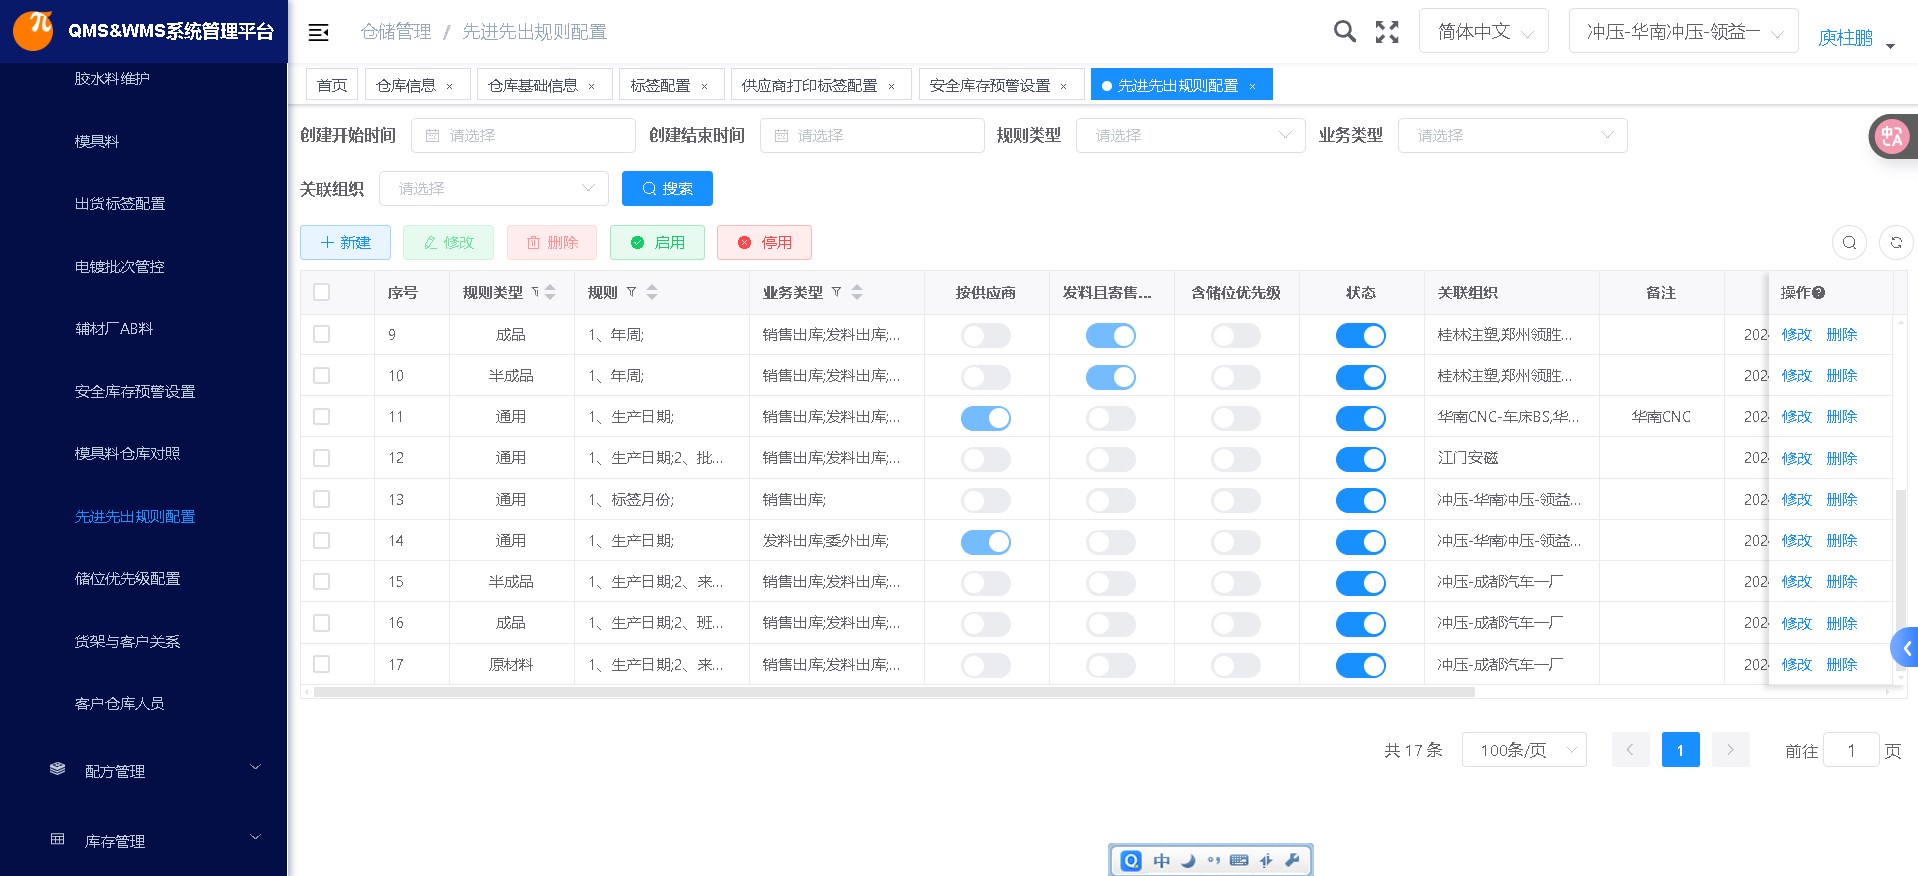 QMS&WMS系统管理平台
仓储管理 / 先进先出规则配置
简体中文
冲压-华南冲压-领益一
庾柱鹏
胶水料维护
模具料
出货标签配置
电镀批次管控
辅材厂AB料
安全库存预警设置
模具料仓库对照
先进先出规则配置
储位优先级配置
货架与客户关系
客户仓库人员
配方管理
库存管理
首页 仓库信息 × 仓库基础信息 × 标签配置 × 供应商打印标签配置 × 安全库存预警设置 × 先进先出规则配置 ×
创建开始时间 请选择 创建结束时间 请选择 规则类型 请选择 业务类型 请选择
关联组织 请选择 搜索
新建 修改 删除 启用 停用
序号 规则类型 规则 业务类型 按供应商 发料且寄售... 含储位优先级 状态 关联组织 备注 操作
9 成品 1、年周; 销售出库;发料出库;... 桂林注塑,郑州领胜... 202 修改 删除
10 半成品 1、年周; 销售出库;发料出库;... 桂林注塑,郑州领胜... 202 修改 删除
11 通用 1、生产日期; 销售出库;发料出库;... 华南CNC-车床BS,华... 华南CNC 202 修改 删除
12 通用 1、生产日期;2、批... 销售出库;发料出库;... 江门安磁 202 修改 删除
13 通用 1、标签月份; 销售出库; 冲压-华南冲压-领益... 202 修改 删除
14 通用 1、生产日期; 发料出库;委外出库; 冲压-华南冲压-领益... 202 修改 删除
15 半成品 1、生产日期;2、来... 销售出库;发料出库;... 冲压-成都汽车一厂 202 修改 删除
16 成品 1、生产日期;2、班... 销售出库;发料出库;... 冲压-成都汽车一厂 202 修改 删除
17 原材料 1、生产日期;2、来... 销售出库;发料出库;... 冲压-成都汽车一厂 202 修改 删除
共 17 条 100条/页 1 前往 1 页
中